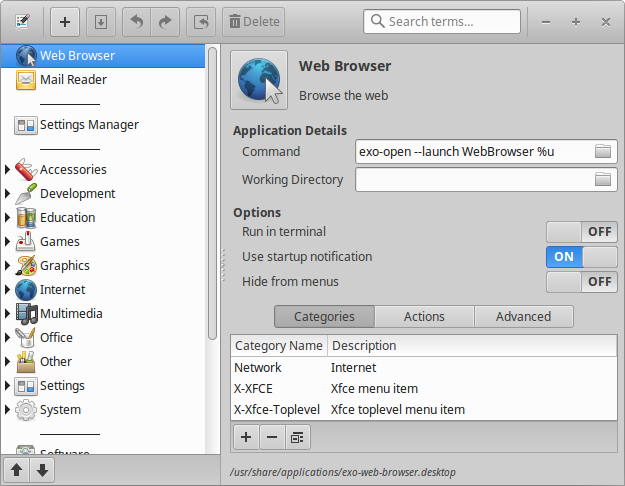 Delete
Search terms...
Web Browser
Mail Reader
Settings Manager
Accessories
Development
Education
Games
Graphics
Internet
Multimedia
Office
Other
Settings
System
Software
Web Browser
Browse the web
Application Details
Command exo-open --launch WebBrowser %u
Working Directory
Options
Run in terminal OFF
Use startup notification ON
Hide from menus OFF
Categories Actions Advanced
Category Name Description
Network Internet
X-XFCE Xfce menu item
X-Xfce-Toplevel Xfce toplevel menu item
/usr/share/applications/exo-web-browser.desktop